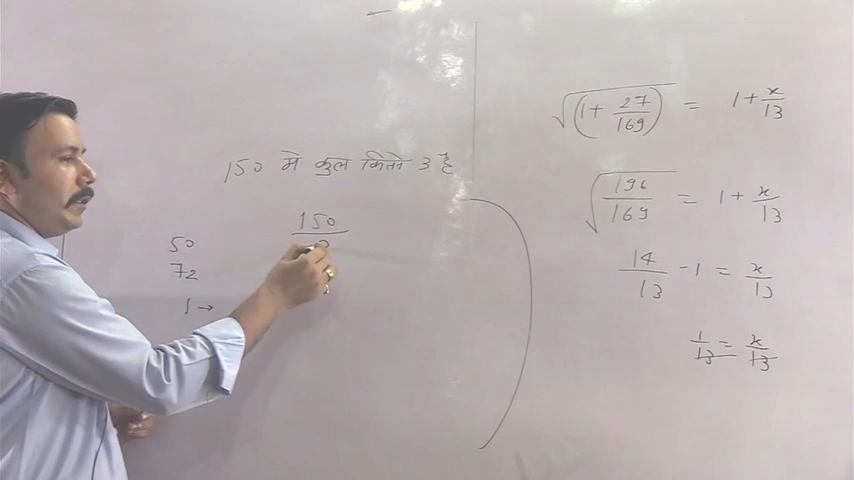 150 में कुल कितने 3 है
150
50
72
1 →
√(1 + 27/169) = 1 + x/13
√196/169 = 1 + x/13
14/13 - 1 = x/13
1/13 = x/13